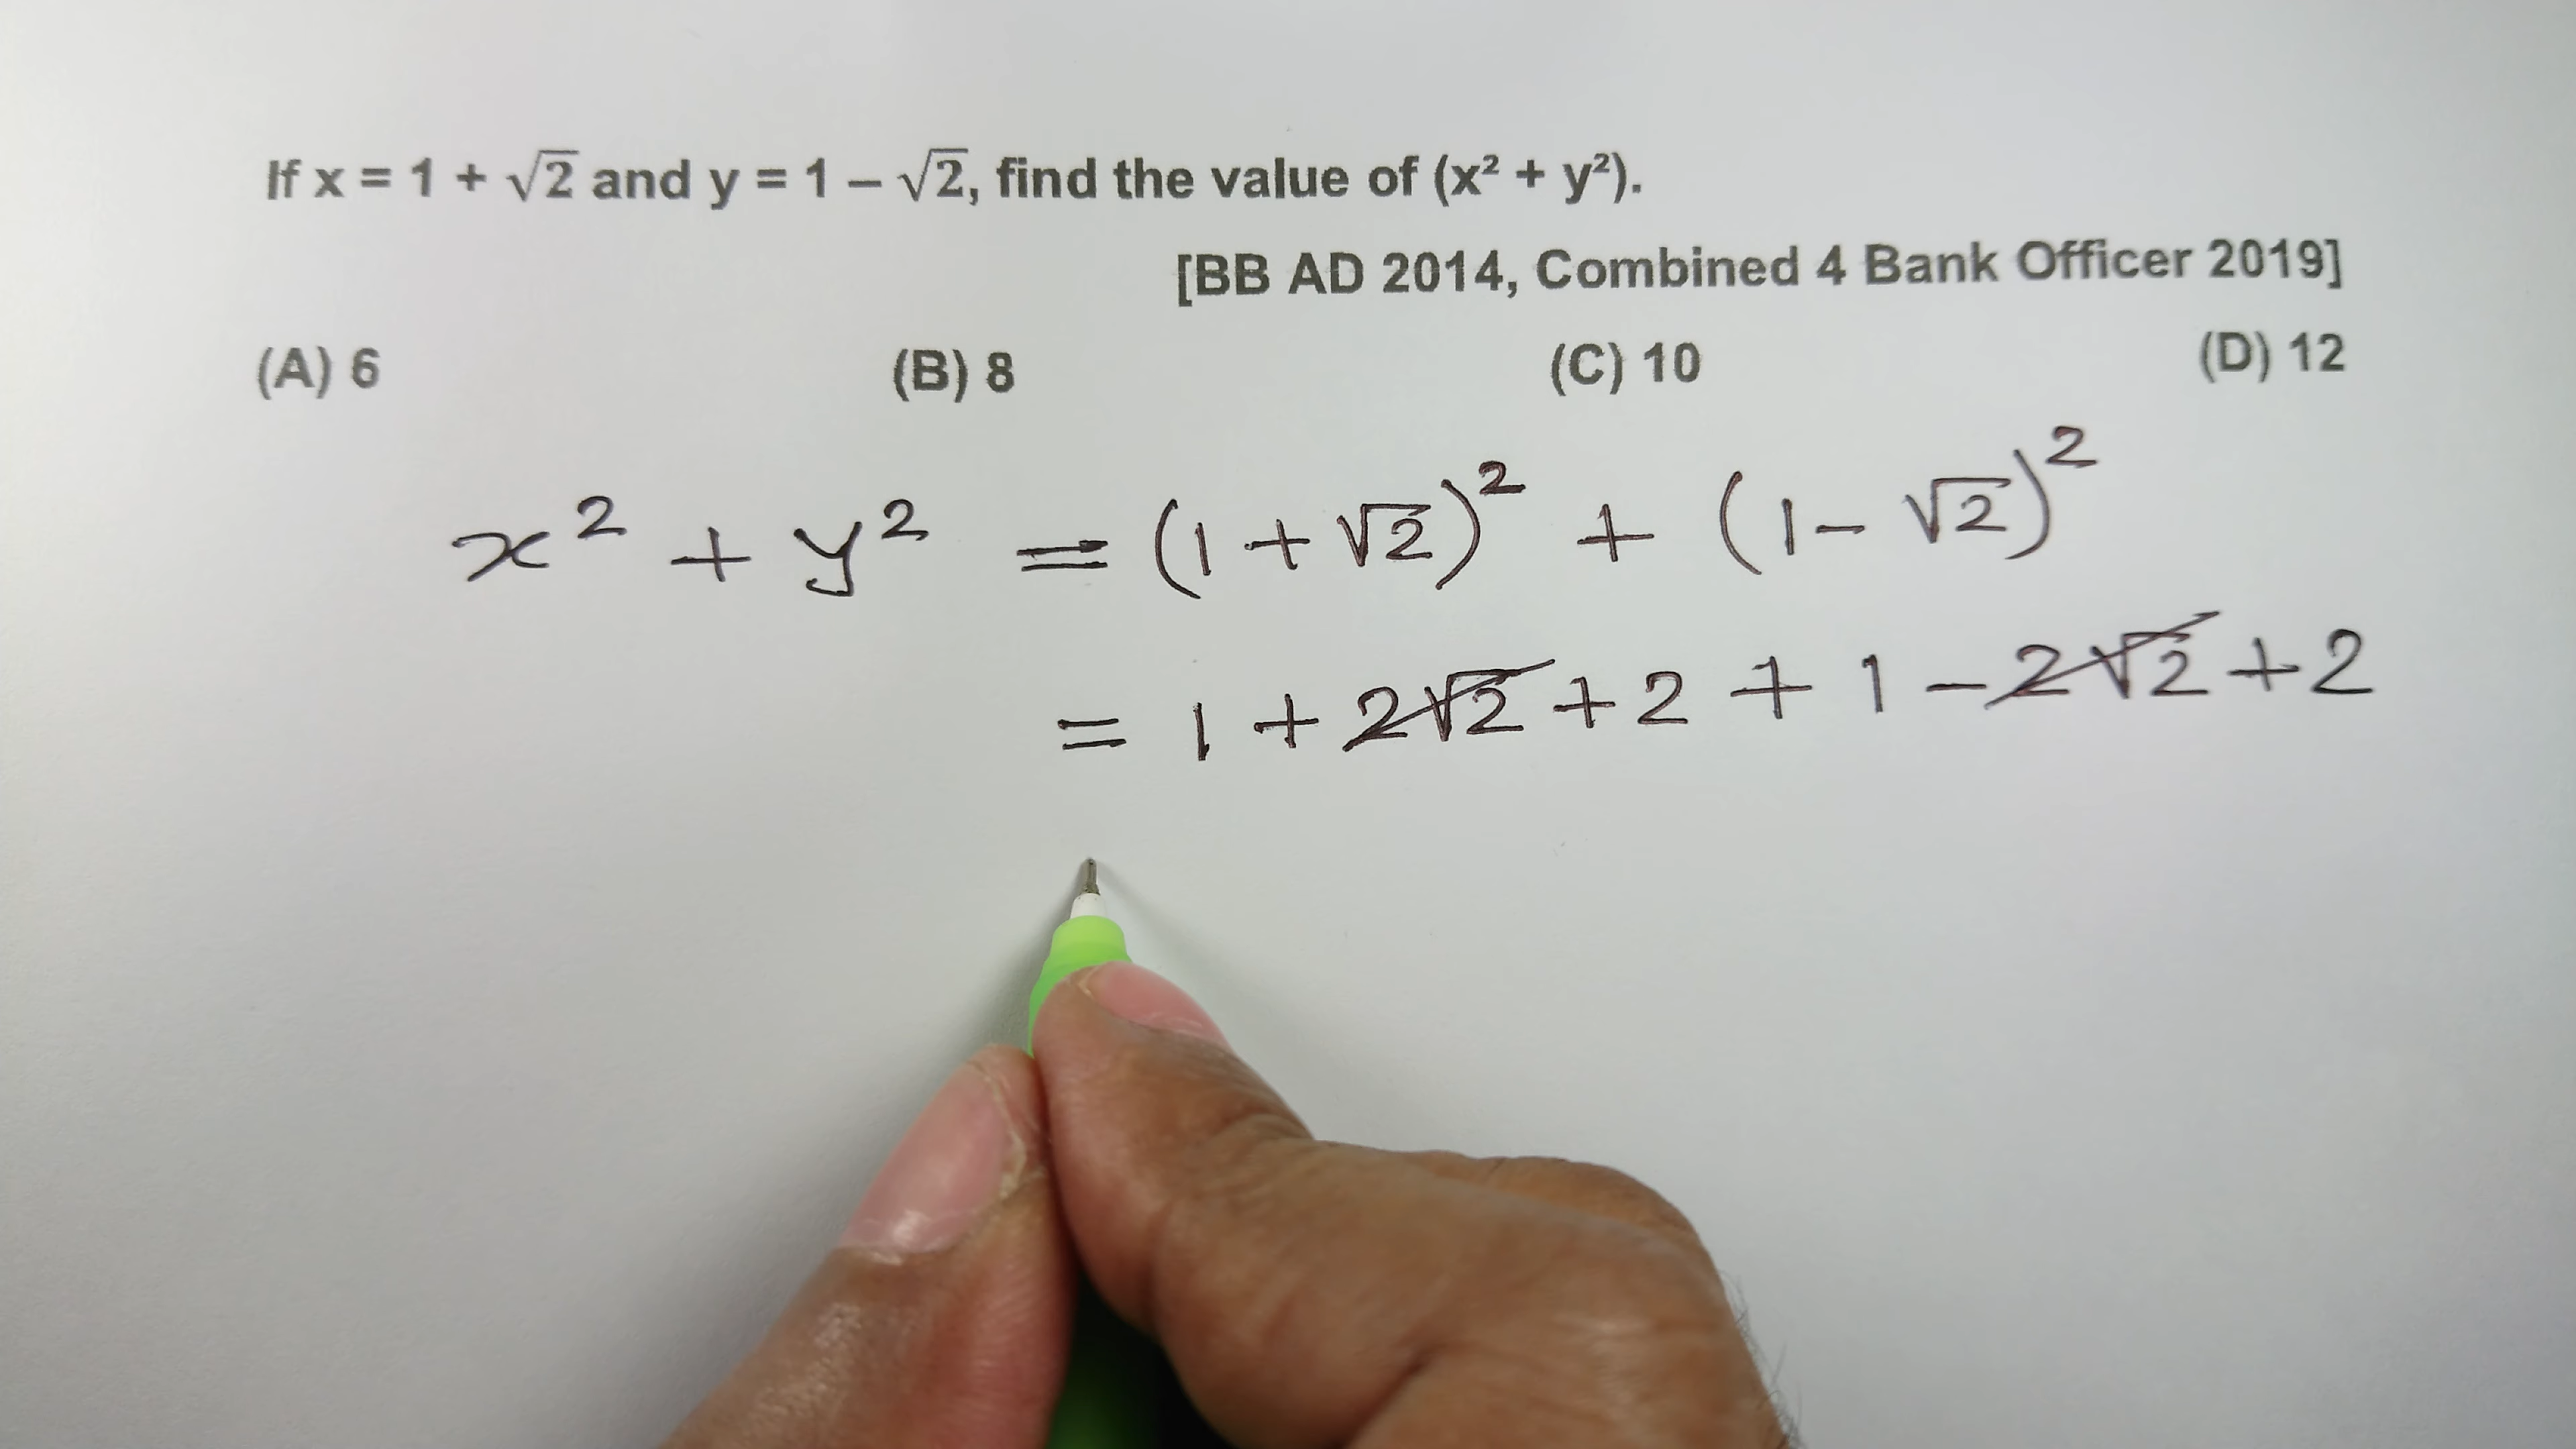 If x = 1 + √2 and y = 1 – √2, find the value of (x² + y²).
[BB AD 2014, Combined 4 Bank Officer 2019]
(A) 6 (B) 8 (C) 10 (D) 12
x² + y² = (1 + √2)² + (1 - √2)²
= 1 + 2√2 + 2 + 1 - 2√2 + 2